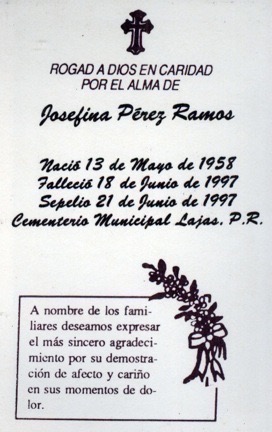 ROGAD A DIOS EN CARIDAD
POR EL ALMA DE
Josefina Pérez Ramos
Nació 13 de Mayo de 1958
Falleció 18 de Junio de 1997
Sepelio 21 de Junio de 1997
Cementerio Municipal Lajas, P.R.
A nombre de los fami-
liares deseamos expresar
el más sincero agradeci-
miento por su demostra-
ción de afecto y cariño
en sus momentos de do-
lor.